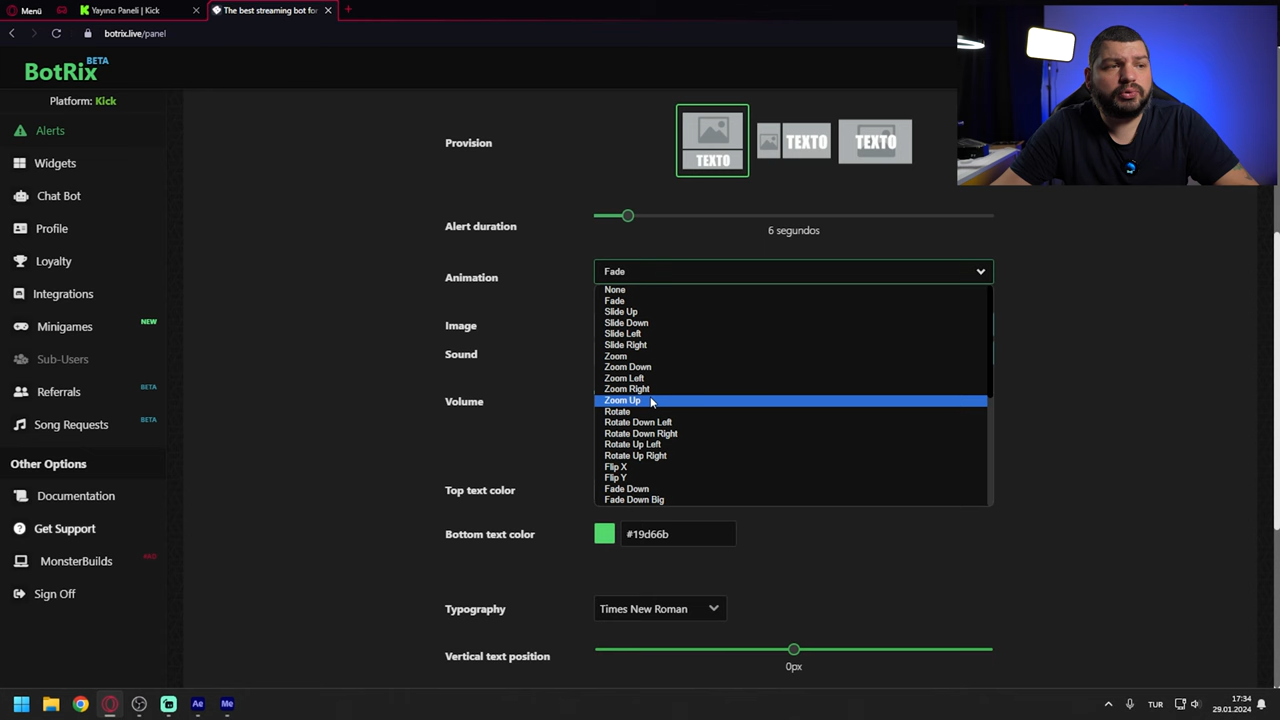 Menü
Yayıncı Paneli | Kick
The best streaming bot for
botrix.live/panel
BotRix BETA
Platform: Kick
Alerts
Widgets
Chat Bot
Profile
Loyalty
Integrations
Minigames NEW
Sub-Users
Referrals BETA
Song Requests BETA
Other Options
Documentation
Get Support
MonsterBuilds
Sign Off
Provision
TEXTO
TEXTO
TEXTO
Alert duration
6 segundos
Animation
Fade
None
Fade
Slide Up
Slide Down
Slide Left
Slide Right
Zoom
Zoom Down
Zoom Left
Zoom Right
Zoom Up
Rotate
Rotate Down Left
Rotate Down Right
Rotate Up Left
Rotate Up Right
Flip X
Flip Y
Fade Down
Fade Down Big
Image
Sound
Volume
Top text color
Bottom text color
#19d66b
Typography
Times New Roman
Vertical text position
0px
Ae
Me
TUR
17:34
29.01.2024